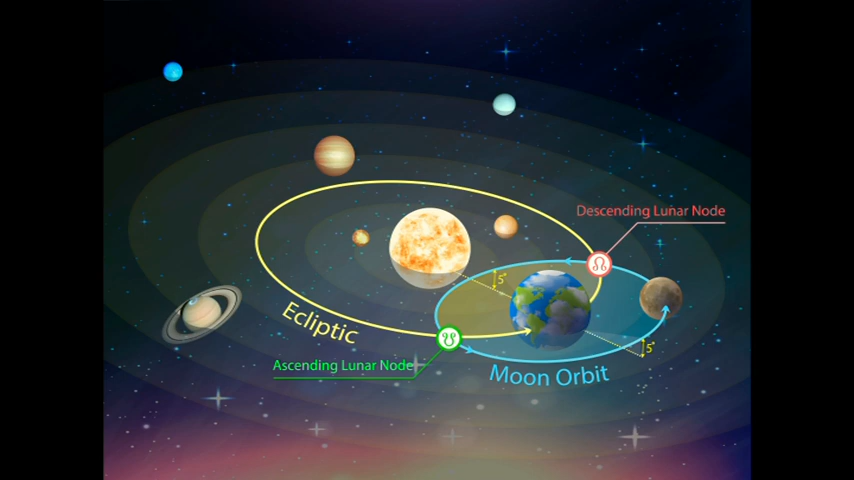 Descending Lunar Node
☊
5°
Ecliptic
☋
5°
Ascending Lunar Node
Moon Orbit